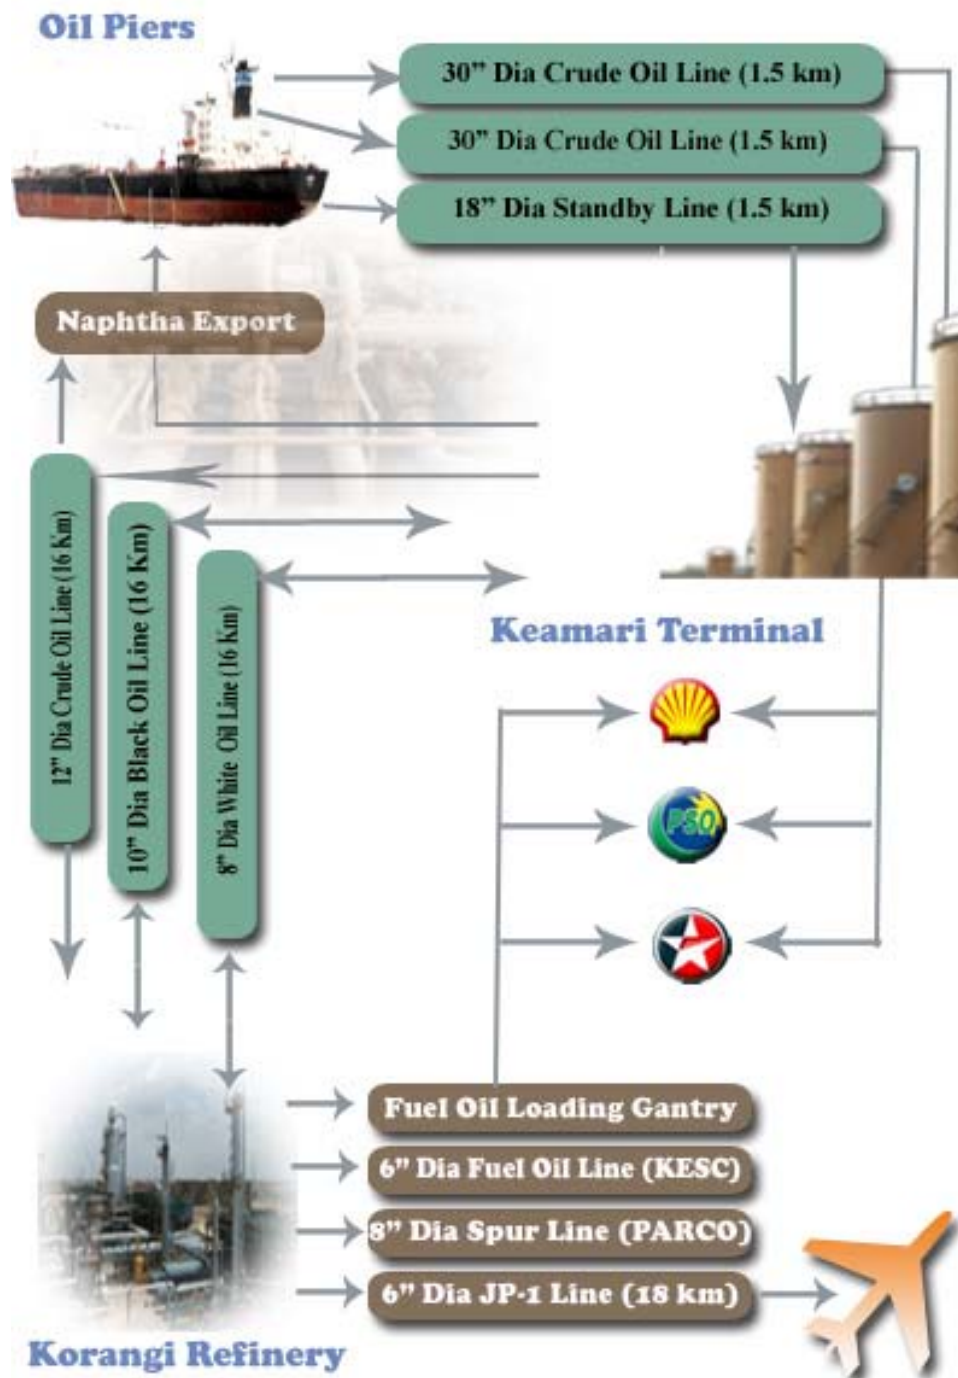 Oil Piers
30” Dia Crude Oil Line (1.5 km)
30” Dia Crude Oil Line (1.5 km)
18” Dia Standby Line (1.5 km)
Naphtha Export
12” Dia Crude Oil Line (16 Km)
10” Dia Black Oil Line (16 Km)
8” Dia White Oil Line (16 Km)
Keamari Terminal
PSO
Fuel Oil Loading Gantry
6” Dia Fuel Oil Line (KESC)
8” Dia Spur Line (PARCO)
6” Dia JP-1 Line (18 km)
Korangi Refinery